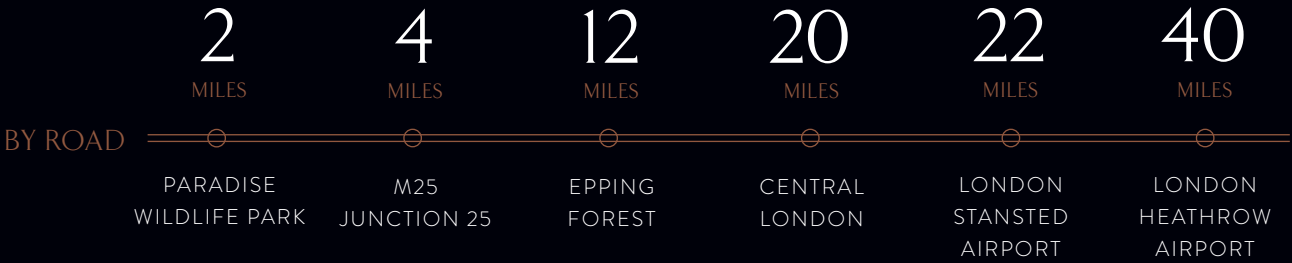 2 4 12 20 22 40
MILES MILES MILES MILES MILES MILES
BY ROAD
PARADISE
WILDLIFE PARK
M25
JUNCTION 25
EPPING
FOREST
CENTRAL
LONDON
LONDON
STANSTED
AIRPORT
LONDON
HEATHROW
AIRPORT